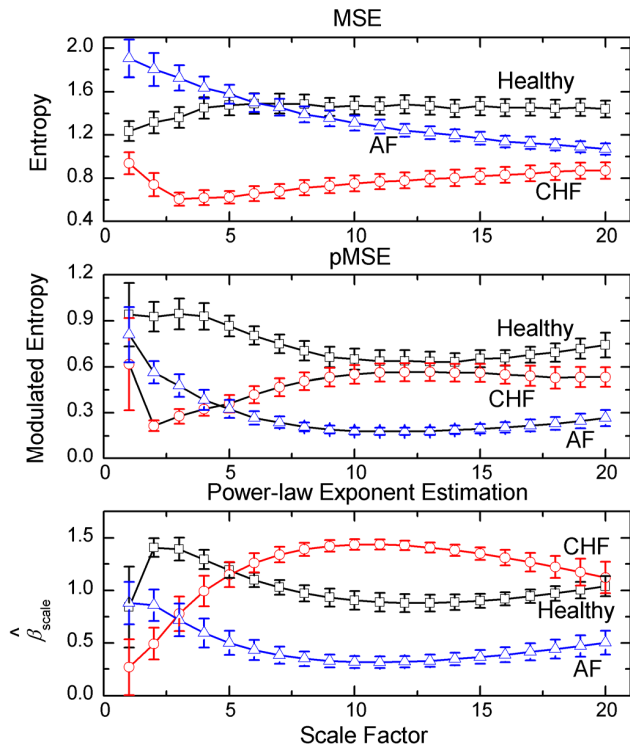 MSE
2.0
1.6
1.2
0.8
0.4
Entropy
Healthy
AF
CHF
0 5 10 15 20
pMSE
1.2
0.9
0.6
0.3
0.0
Modulated Entropy
Healthy
CHF
AF
0 5 10 15 20
Power-law Exponent Estimation
1.5
1.0
0.5
0.0
β̂scale
CHF
Healthy
AF
0 5 10 15 20
Scale Factor